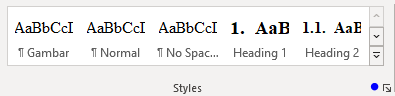 AaBbCcI AaBbCcI AaBbCcI 1. AaB 1.1. AaB
¶ Gambar ¶ Normal ¶ No Spac... Heading 1 Heading 2
Styles